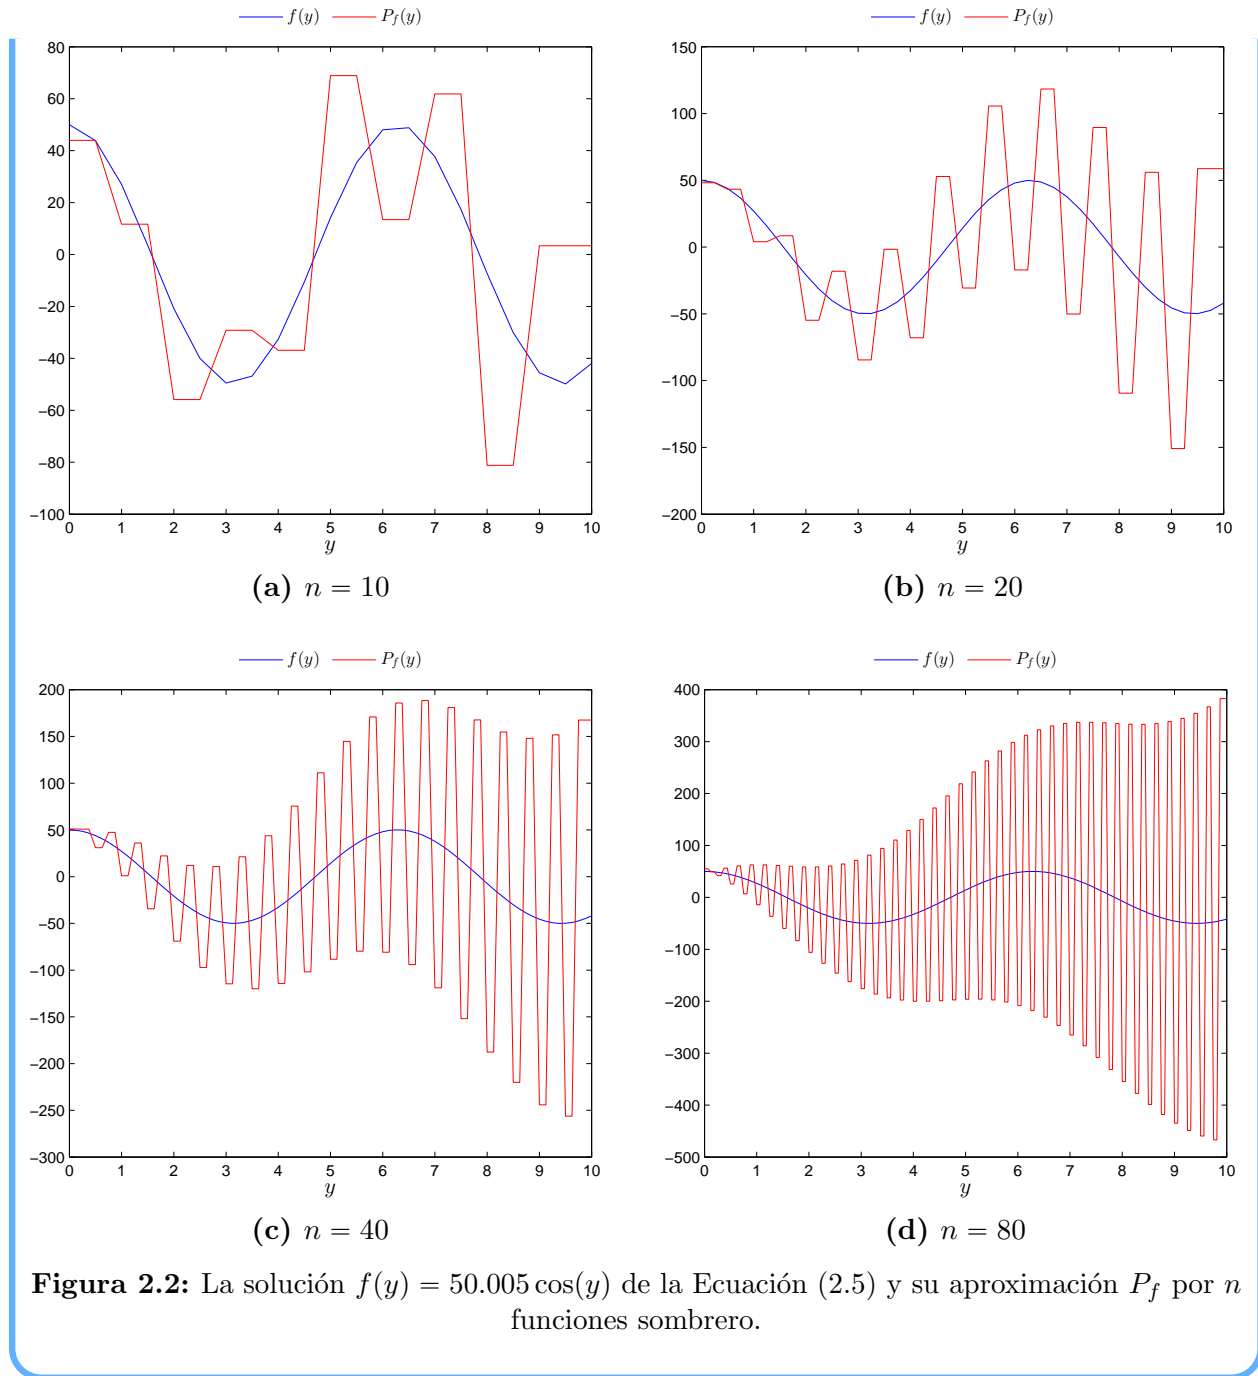 f(y) P_f(y)
80
60
40
20
0
−20
−40
−60
−80
−100
0 1 2 3 4 5 6 7 8 9 10
y
(a) n = 10
f(y) P_f(y)
150
100
50
0
−50
−100
−150
−200
0 1 2 3 4 5 6 7 8 9 10
y
(b) n = 20
f(y) P_f(y)
200
150
100
50
0
−50
−100
−150
−200
−250
−300
0 1 2 3 4 5 6 7 8 9 10
y
(c) n = 40
f(y) P_f(y)
400
300
200
100
0
−100
−200
−300
−400
−500
0 1 2 3 4 5 6 7 8 9 10
y
(d) n = 80
Figura 2.2: La solución f(y) = 50.005 cos(y) de la Ecuación (2.5) y su aproximación P_f por n
funciones sombrero.